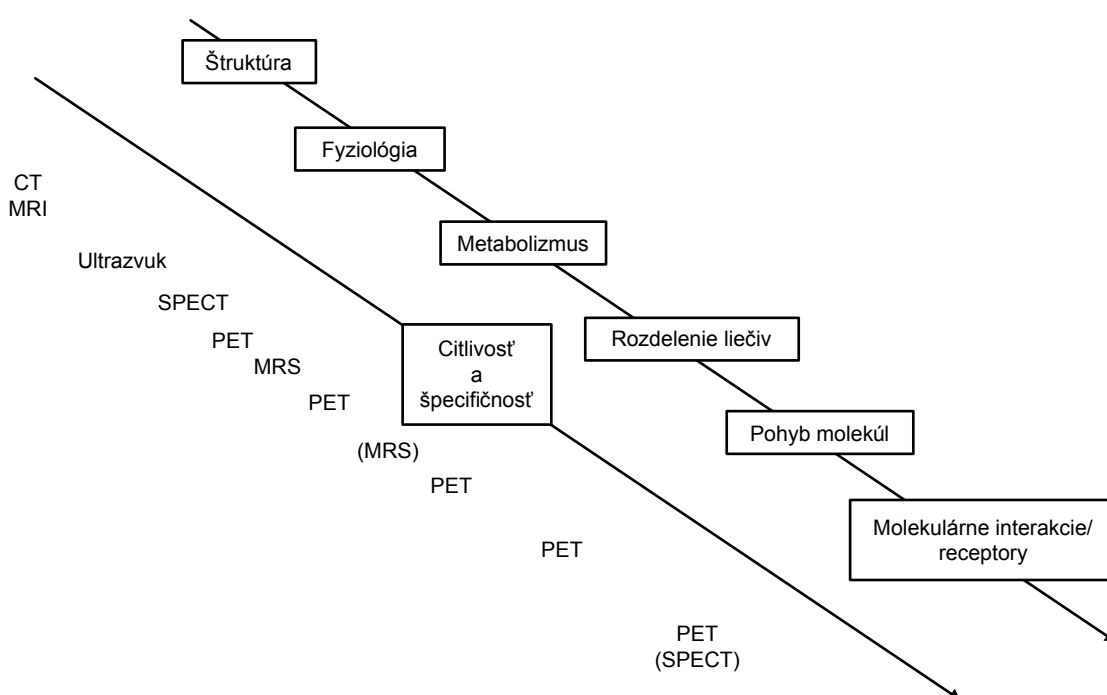 Štruktúra
Fyziológia
CT
MRI
Metabolizmus
Ultrazvuk
SPECT
PET
MRS
PET
Citlivosť
a
špecifičnosť
Rozdelenie liečiv
(MRS)
PET
Pohyb molekúl
PET
Molekulárne interakcie/
receptory
PET
(SPECT)